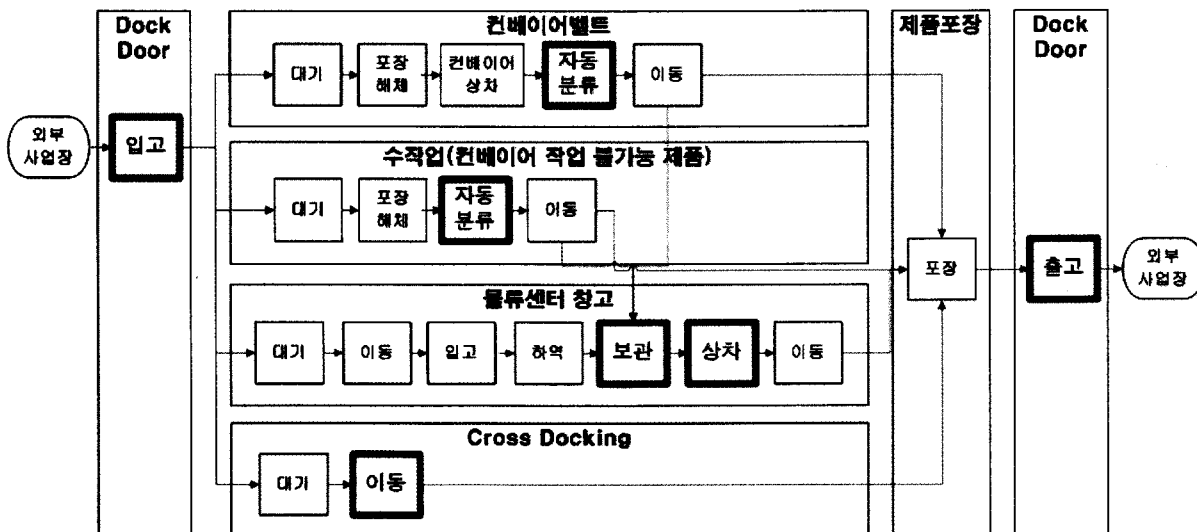 Dock
Door
컨베이어벨트
제품포장
Dock
Door
대기
포장
해체
컨베이어
상차
자동
분류
이동
외부
사업장
입고
수작업(컨베이어 작업 불가능 제품)
대기
포장
해체
자동
분류
이동
포장
출고
외부
사업장
물류센터 창고
대기
이동
입고
하역
보관
상차
이동
Cross Docking
대기
이동